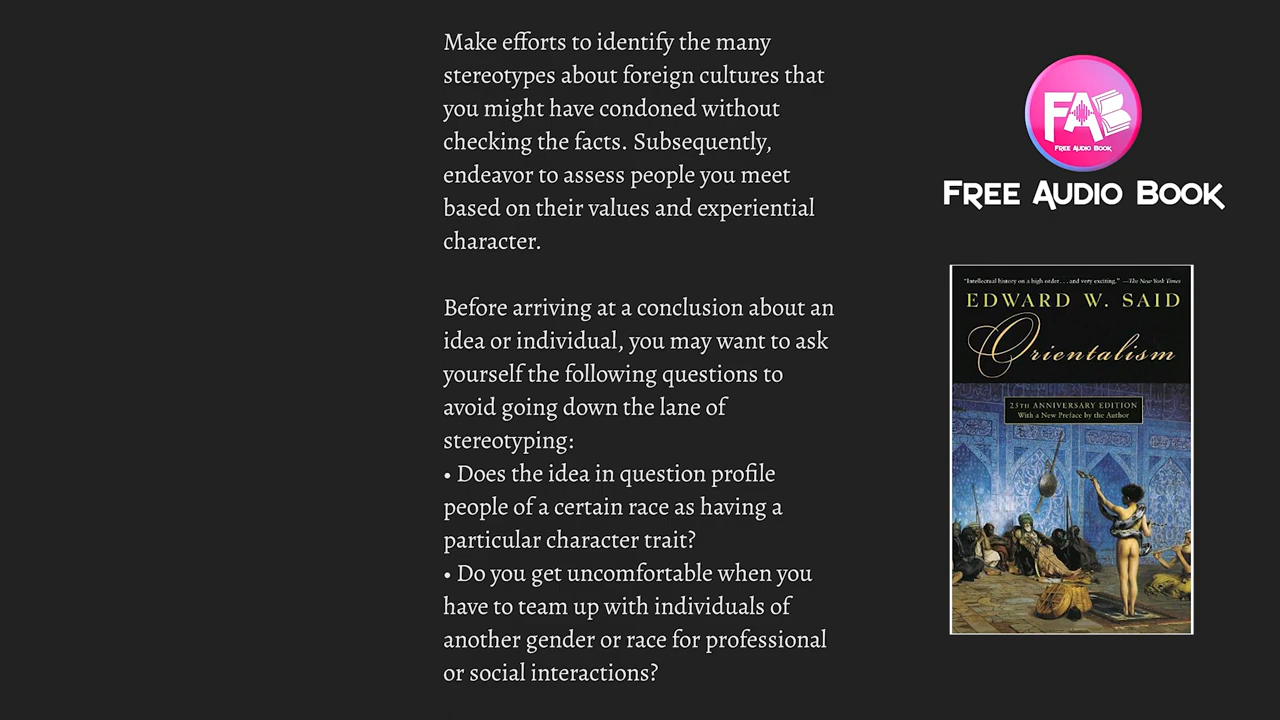 Make efforts to identify the many
stereotypes about foreign cultures that
you might have condoned without
checking the facts. Subsequently,
endeavor to assess people you meet
based on their values and experiential
character.
Before arriving at a conclusion about an
idea or individual, you may want to ask
yourself the following questions to
avoid going down the lane of
stereotyping:
• Does the idea in question profile
people of a certain race as having a
particular character trait?
• Do you get uncomfortable when you
have to team up with individuals of
another gender or race for professional
or social interactions?
FAB
FREE AUDIO BOOK
FREE AUDIO BOOK
"Intellectual history on a high order . . . and very exciting." —The New York Times
EDWARD W. SAID
Orientalism
25TH ANNIVERSARY EDITION
With a New Preface by the Author